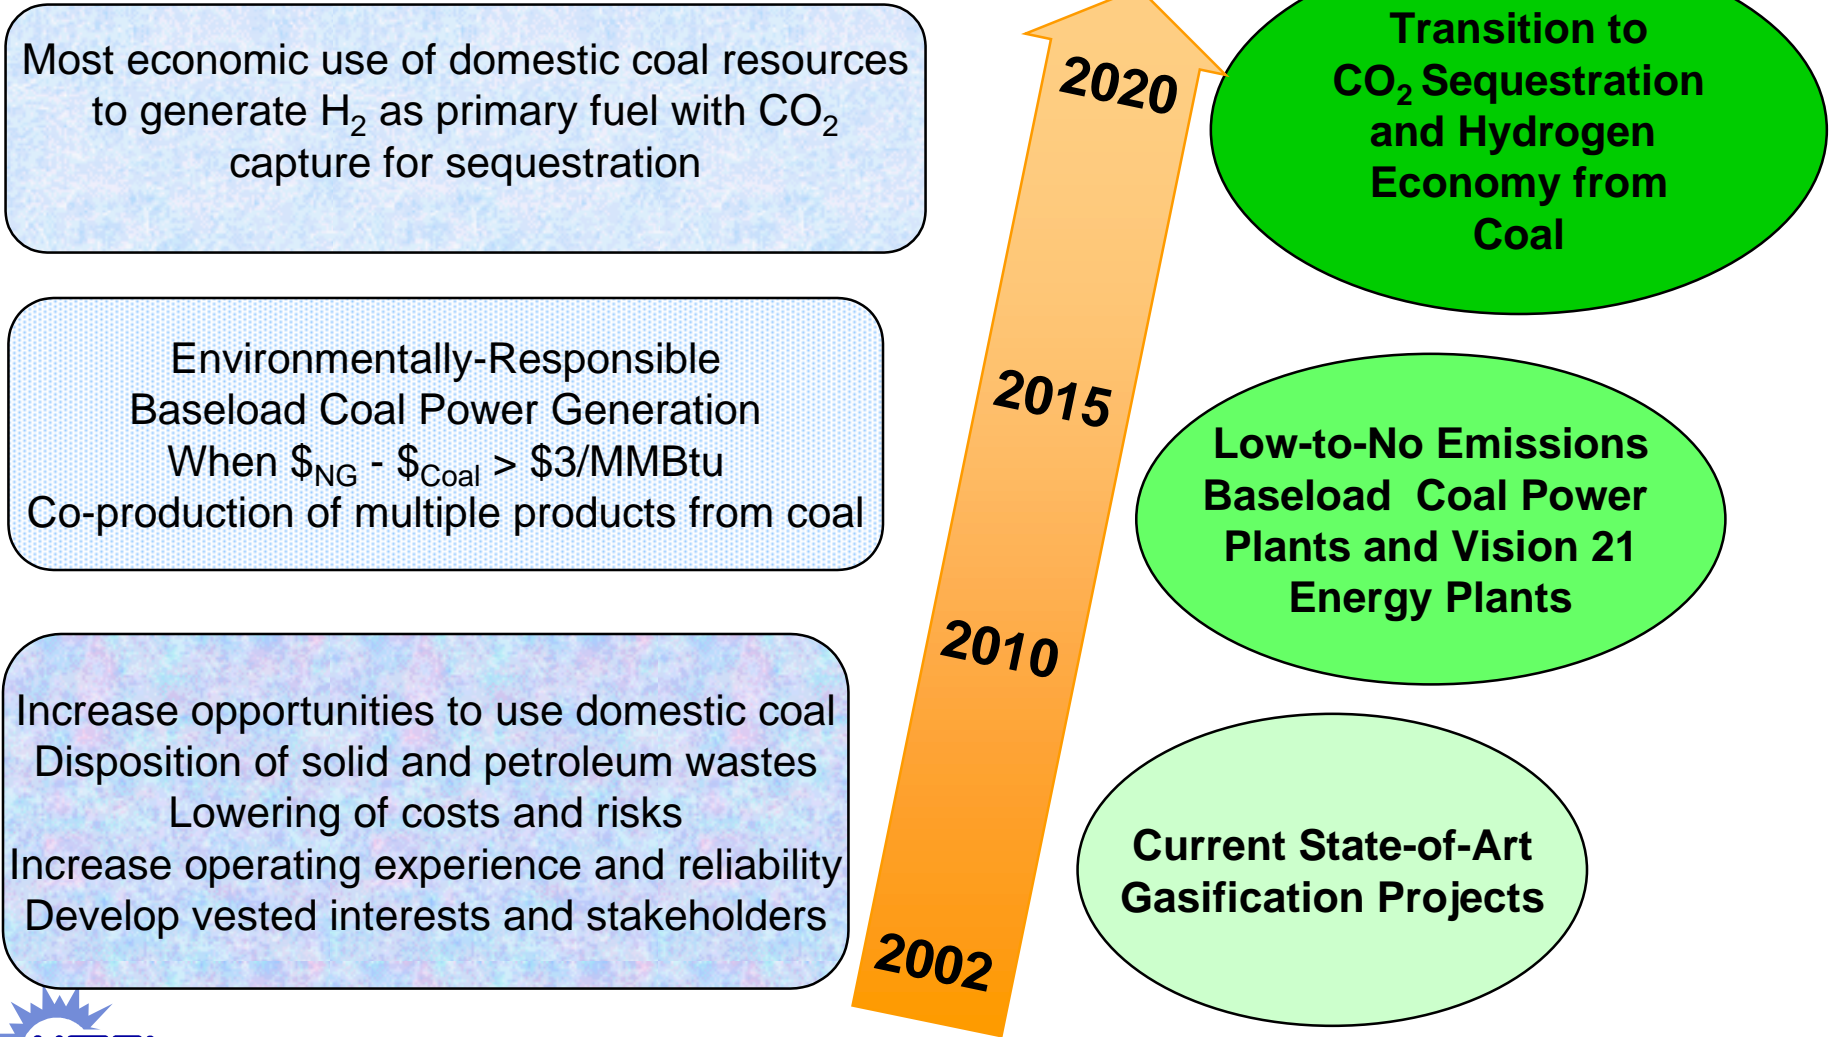 Most economic use of domestic coal resources
to generate H₂ as primary fuel with CO₂
capture for sequestration
Environmentally-Responsible
Baseload Coal Power Generation
When $NG - $Coal > $3/MMBtu
Co-production of multiple products from coal
Increase opportunities to use domestic coal
Disposition of solid and petroleum wastes
Lowering of costs and risks
Increase operating experience and reliability
Develop vested interests and stakeholders
2020
2015
2010
2002
Transition to
CO₂ Sequestration
and Hydrogen
Economy from
Coal
Low-to-No Emissions
Baseload Coal Power
Plants and Vision 21
Energy Plants
Current State-of-Art
Gasification Projects